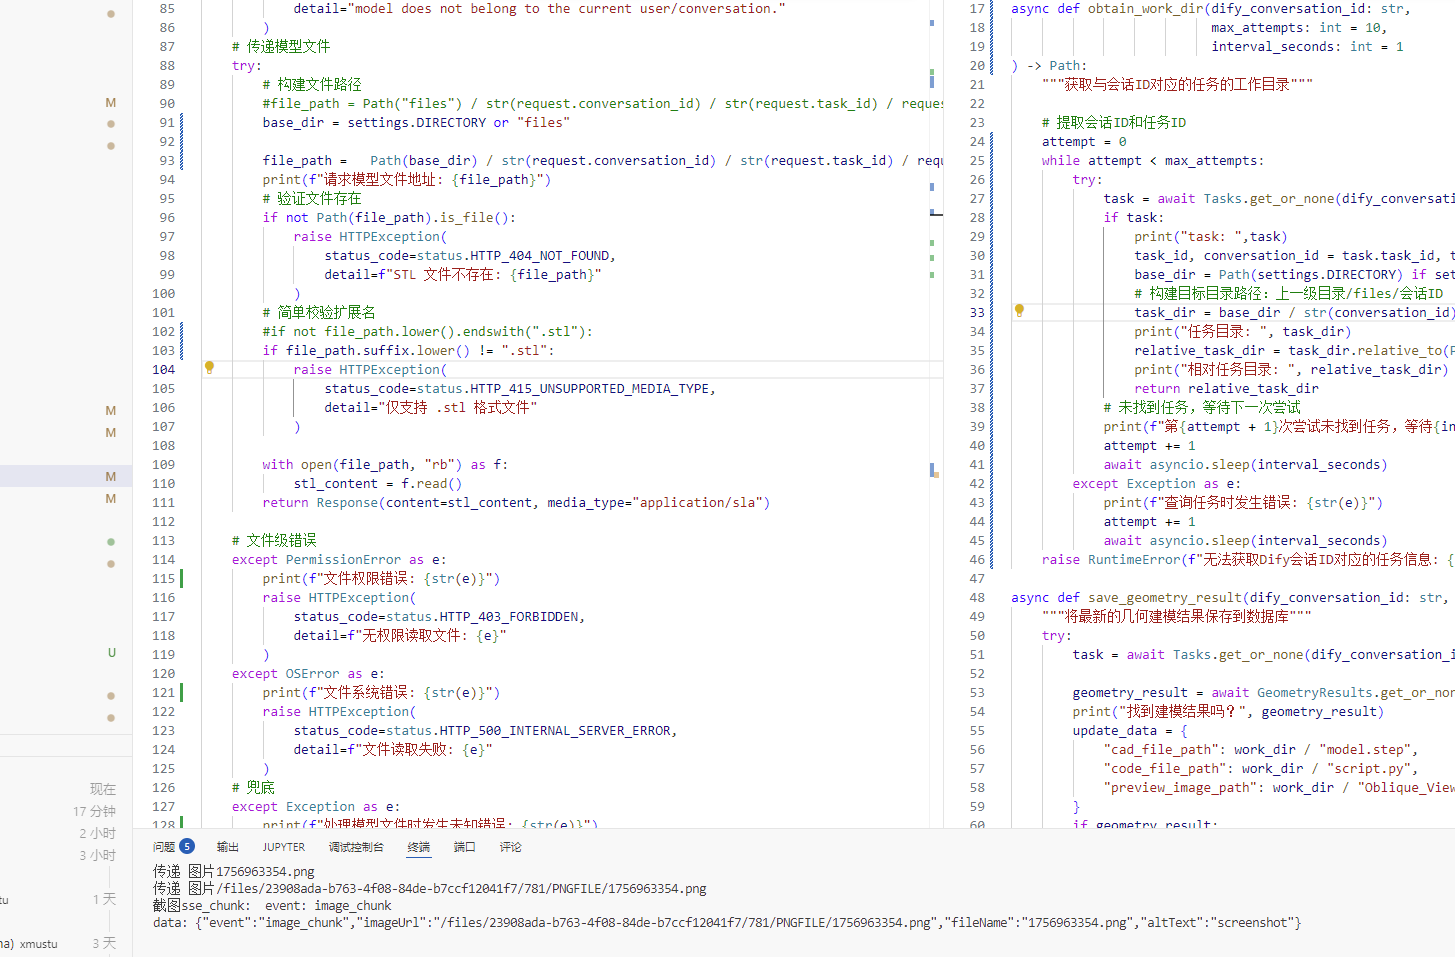 85 detail="model does not belong to the current user/conversation."
86 )
87 # 传递模型文件
88 try:
89 # 构建文件路径
90 #file_path = Path("files") / str(request.conversation_id) / str(request.task_id) / reque
91 base_dir = settings.DIRECTORY or "files"
92
93 file_path =   Path(base_dir) / str(request.conversation_id) / str(request.task_id) / requ
94 print(f"请求模型文件地址: {file_path}")
95 # 验证文件存在
96 if not Path(file_path).is_file():
97 raise HTTPException(
98 status_code=status.HTTP_404_NOT_FOUND,
99 detail=f"STL 文件不存在: {file_path}"
100 )
101 # 简单校验扩展名
102 #if not file_path.lower().endswith(".stl"):
103 if file_path.suffix.lower() != ".stl":
104 raise HTTPException(
105 status_code=status.HTTP_415_UNSUPPORTED_MEDIA_TYPE,
106 detail="仅支持 .stl 格式文件"
107 )
108
109 with open(file_path, "rb") as f:
110 stl_content = f.read()
111 return Response(content=stl_content, media_type="application/sla")
112
113 # 文件级错误
114 except PermissionError as e:
115 print(f"文件权限错误: {str(e)}")
116 raise HTTPException(
117 status_code=status.HTTP_403_FORBIDDEN,
118 detail=f"无权限读取文件: {e}"
119 )
120 except OSError as e:
121 print(f"文件系统错误: {str(e)}")
122 raise HTTPException(
123 status_code=status.HTTP_500_INTERNAL_SERVER_ERROR,
124 detail=f"文件读取失败: {e}"
125 )
126 # 兜底
127 except Exception as e:
128 print(f"处理模型文件时发生未知错误: {str(e)}")
17 async def obtain_work_dir(dify_conversation_id: str,
18 max_attempts: int = 10,
19 interval_seconds: int = 1
20 ) -> Path:
21 """获取与会话ID对应的任务的工作目录"""
22
23 # 提取会话ID和任务ID
24 attempt = 0
25 while attempt < max_attempts:
26 try:
27 task = await Tasks.get_or_none(dify_conversati
28 if task:
29 print("task: ",task)
30 task_id, conversation_id = task.task_id, t
31 base_dir = Path(settings.DIRECTORY) if set
32 # 构建目标目录路径: 上一级目录/files/会话ID
33 task_dir = base_dir / str(conversation_id)
34 print("任务目录: ", task_dir)
35 relative_task_dir = task_dir.relative_to(P
36 print("相对任务目录: ", relative_task_dir)
37 return relative_task_dir
38 # 未找到任务, 等待下一次尝试
39 print(f"第{attempt + 1}次尝试未找到任务, 等待{in
40 attempt += 1
41 await asyncio.sleep(interval_seconds)
42 except Exception as e:
43 print(f"查询任务时发生错误: {str(e)}")
44 attempt += 1
45 await asyncio.sleep(interval_seconds)
46 raise RuntimeError(f"无法获取Dify会话ID对应的任务信息: {
47
48 async def save_geometry_result(dify_conversation_id: str,
49 """将最新的几何建模结果保存到数据库"""
50 try:
51 task = await Tasks.get_or_none(dify_conversation_i
52
53 geometry_result = await GeometryResults.get_or_non
54 print("找到建模结果吗? ", geometry_result)
55 update_data = {
56 "cad_file_path": work_dir / "model.step",
57 "code_file_path": work_dir / "script.py",
58 "preview_image_path": work_dir / "Oblique_View
59 }
60 if geometry_result:
M
M
M
M
M
U
现在
17 分钟
2 小时
3 小时
tu 1 天
na) xmustu 3 天
问题 5 输出 JUPYTER 调试控制台 终端 端口 评论
传递 图片1756963354.png
传递 图片/files/23908ada-b763-4f08-84de-b7ccf12041f7/781/PNGFILE/1756963354.png
截图sse_chunk:  event: image_chunk
data: {"event":"image_chunk","imageUrl":"/files/23908ada-b763-4f08-84de-b7ccf12041f7/781/PNGFILE/1756963354.png","fileName":"1756963354.png","altText":"screenshot"}